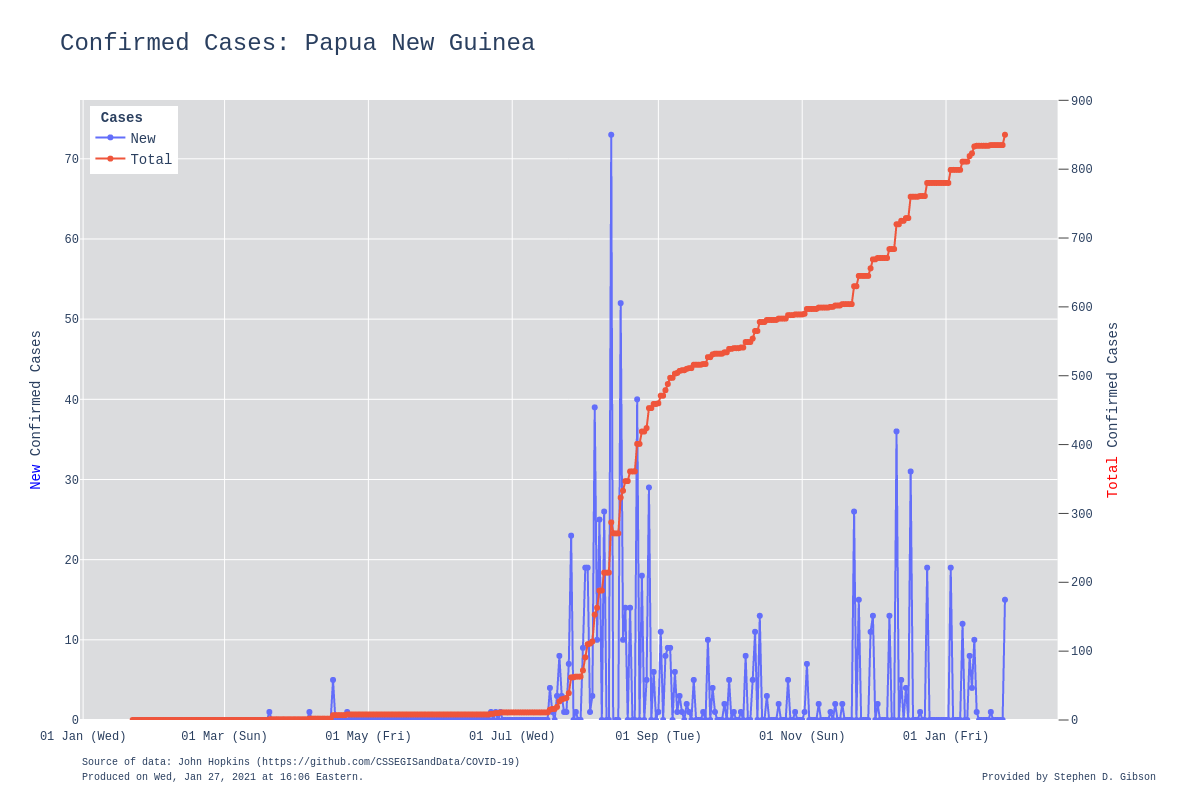 Confirmed Cases: Papua New Guinea
Cases
New
Total
New Confirmed Cases
70
60
50
40
30
20
10
0
900
800
700
600
500
400
300
200
100
0
Total Confirmed Cases
01 Jan (Wed)
01 Mar (Sun)
01 May (Fri)
01 Jul (Wed)
01 Sep (Tue)
01 Nov (Sun)
01 Jan (Fri)
Source of data: John Hopkins (https://github.com/CSSEGISandData/COVID-19)
Produced on Wed, Jan 27, 2021 at 16:06 Eastern.
Provided by Stephen D. Gibson